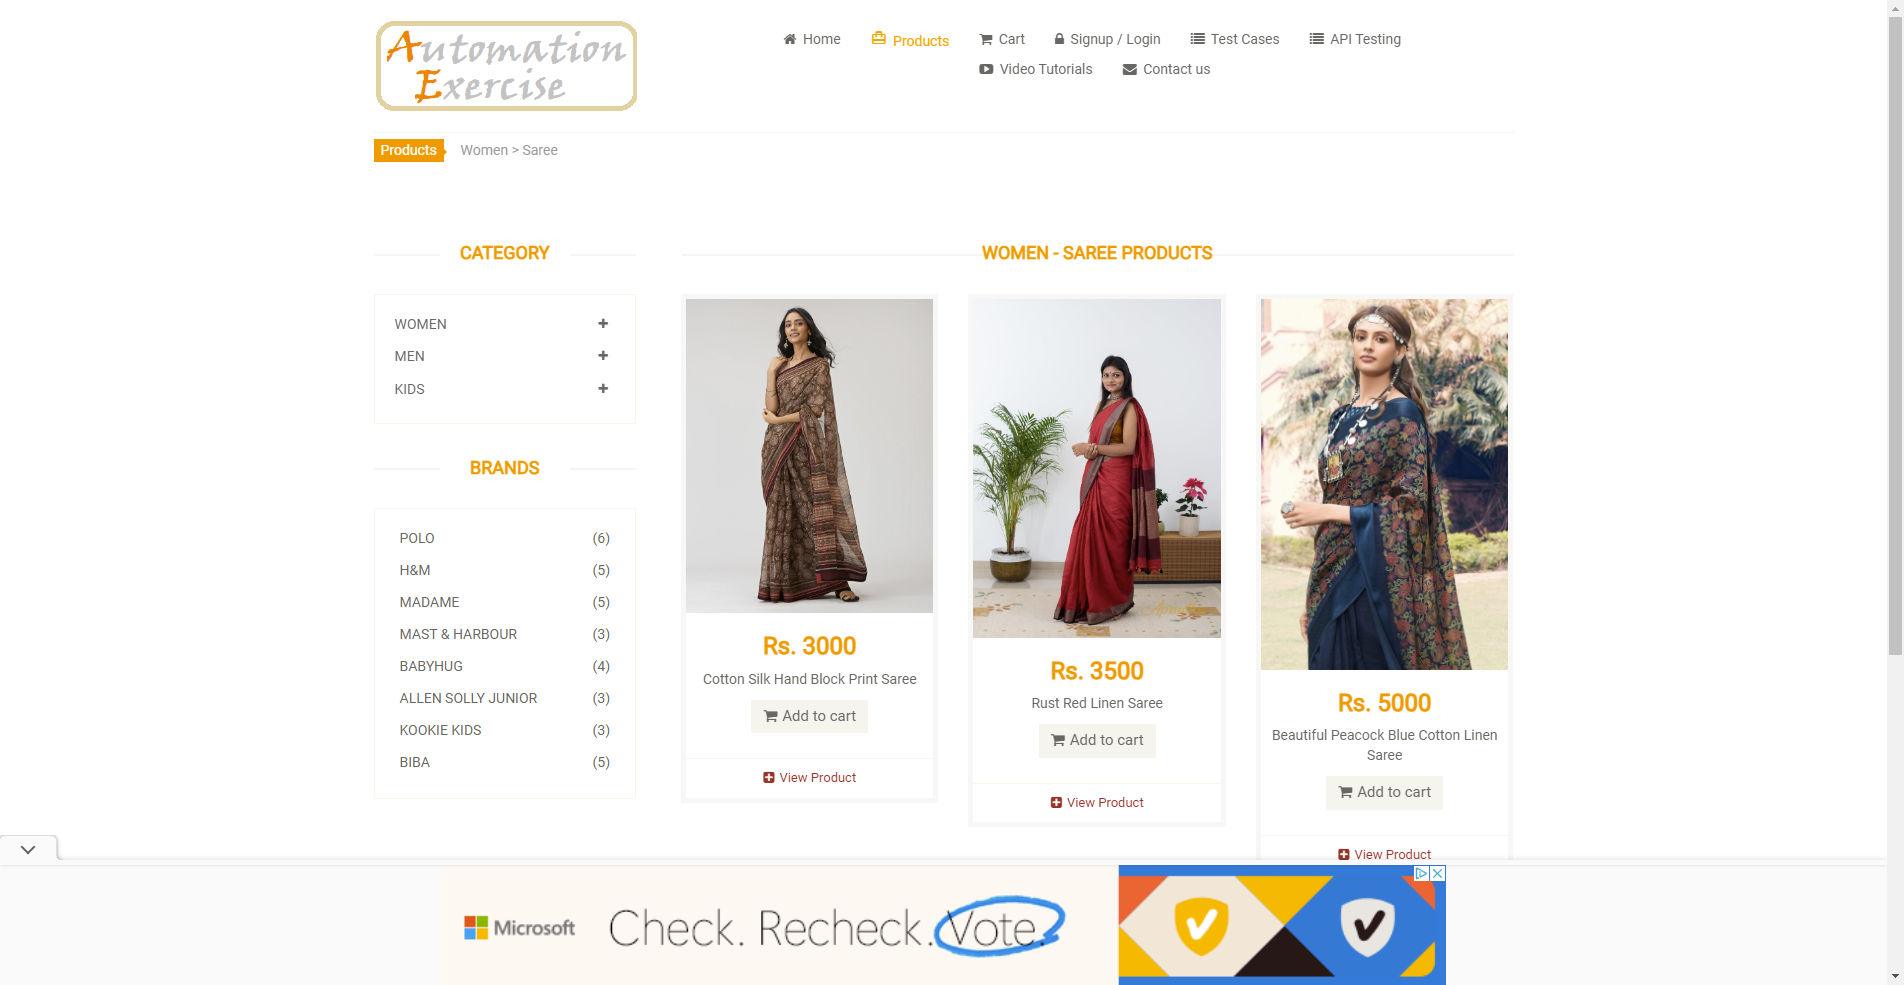 Automation
Exercise
Home
Products
Cart
Signup / Login
Test Cases
API Testing
Video Tutorials
Contact us
Products
Women > Saree
CATEGORY
WOMEN
MEN
KIDS
BRANDS
POLO (6)
H&M (5)
MADAME (5)
MAST & HARBOUR (3)
BABYHUG (4)
ALLEN SOLLY JUNIOR (3)
KOOKIE KIDS (3)
BIBA (5)
WOMEN - SAREE PRODUCTS
Rs. 3000
Cotton Silk Hand Block Print Saree
Add to cart
View Product
Rs. 3500
Rust Red Linen Saree
Add to cart
View Product
Rs. 5000
Beautiful Peacock Blue Cotton Linen
Saree
Add to cart
View Product
Microsoft
Check. Recheck. Vote.